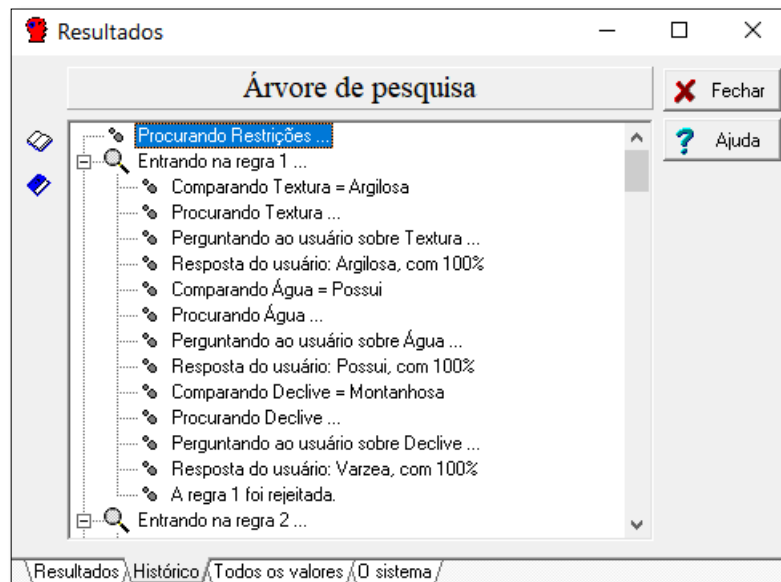 Resultados
Árvore de pesquisa
Fechar
Ajuda
Procurando Restrições ...
Entrando na regra 1 ...
Comparando Textura = Argilosa
Procurando Textura ...
Perguntando ao usuário sobre Textura ...
Resposta do usuário: Argilosa, com 100%
Comparando Água = Possui
Procurando Água ...
Perguntando ao usuário sobre Água ...
Resposta do usuário: Possui, com 100%
Comparando Declive = Montanhosa
Procurando Declive ...
Perguntando ao usuário sobre Declive ...
Resposta do usuário: Varzea, com 100%
A regra 1 foi rejeitada.
Entrando na regra 2 ...
Resultados Histórico Todos os valores O sistema